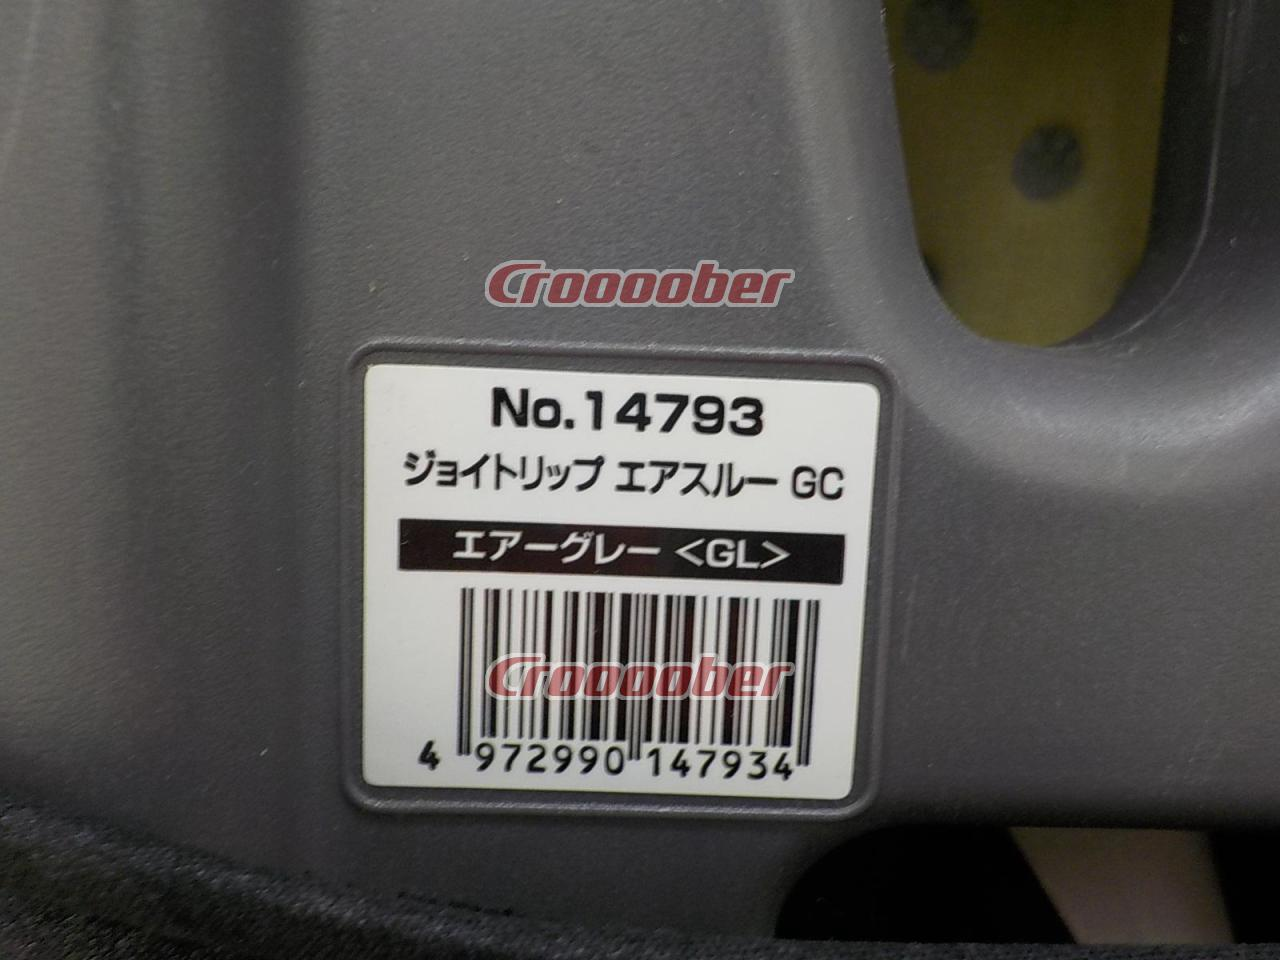 Croooober
No.14793
ジョイトリップ エアスルー GC
エアーグレー <GL>
Croooober
4 972990 147934